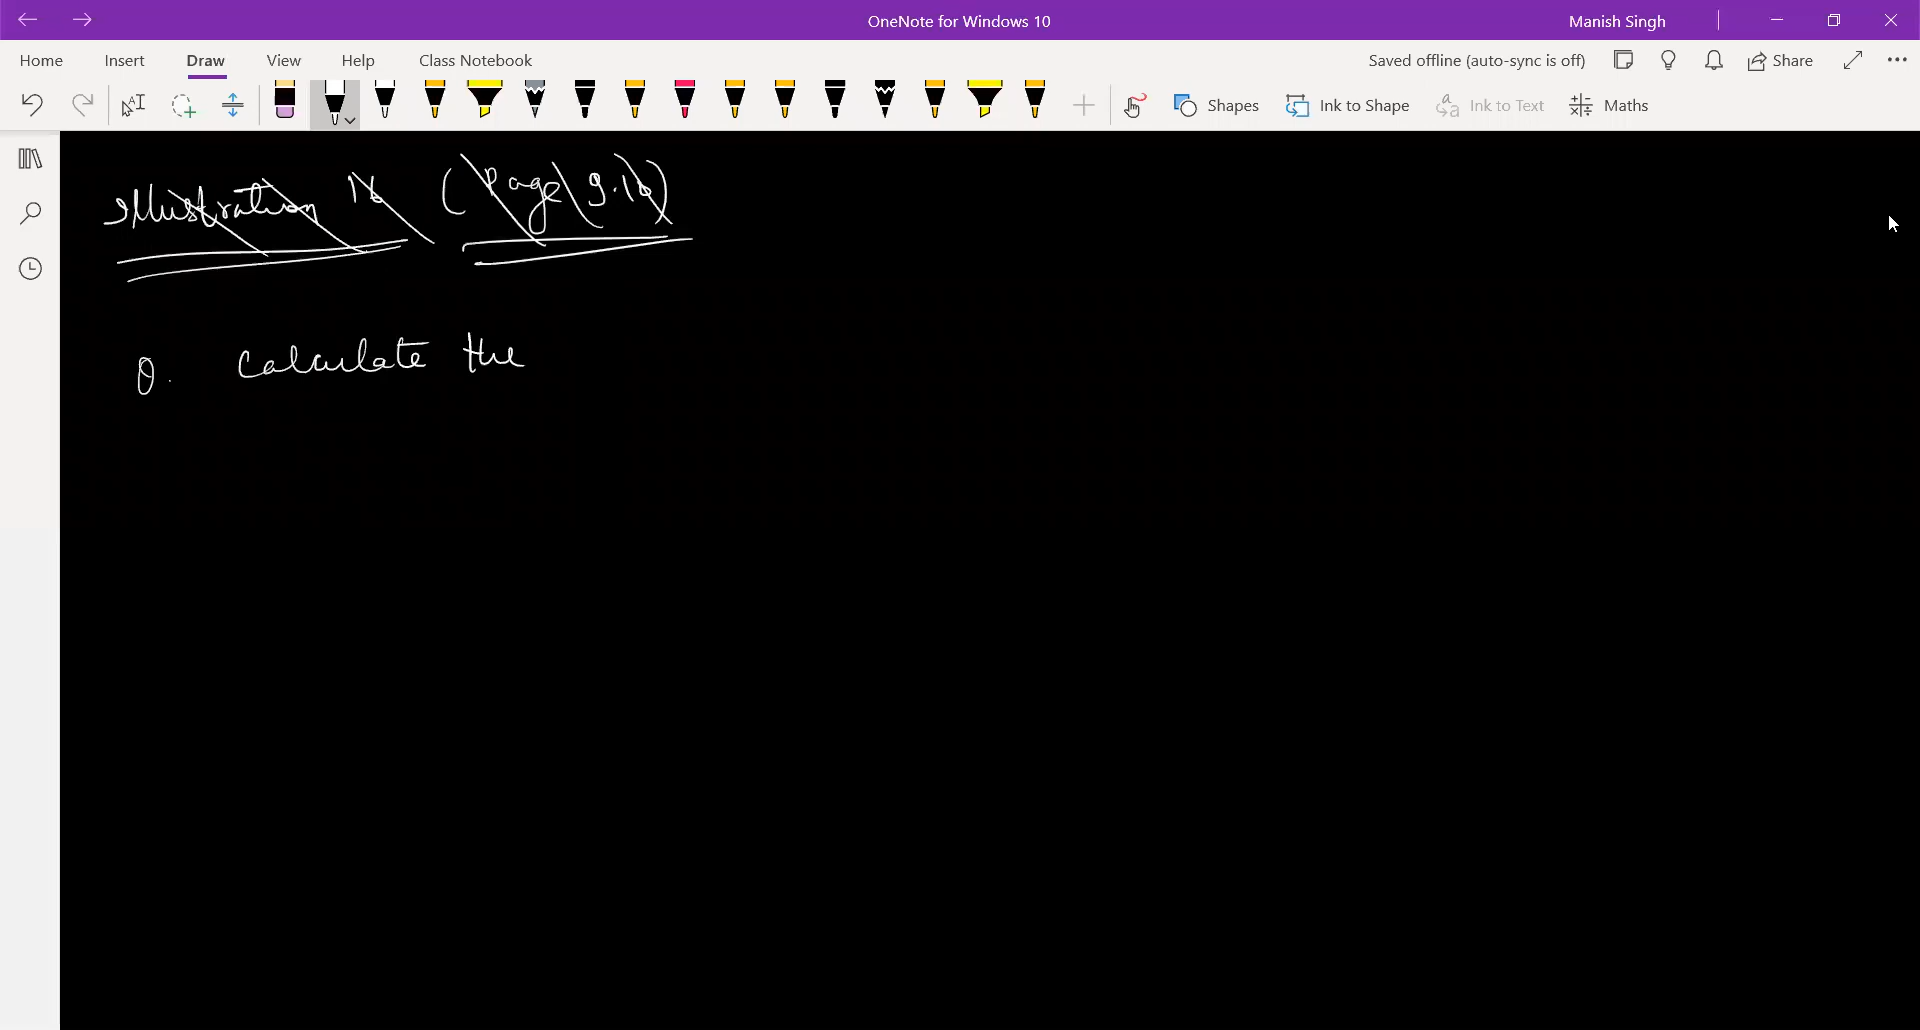 OneNote for Windows 10
Manish Singh
Home Insert Draw View Help Class Notebook
Saved offline (auto-sync is off) Share
Shapes Ink to Shape Ink to Text Maths
Illustration 16 (Page 9.16)
Q. Calculate the